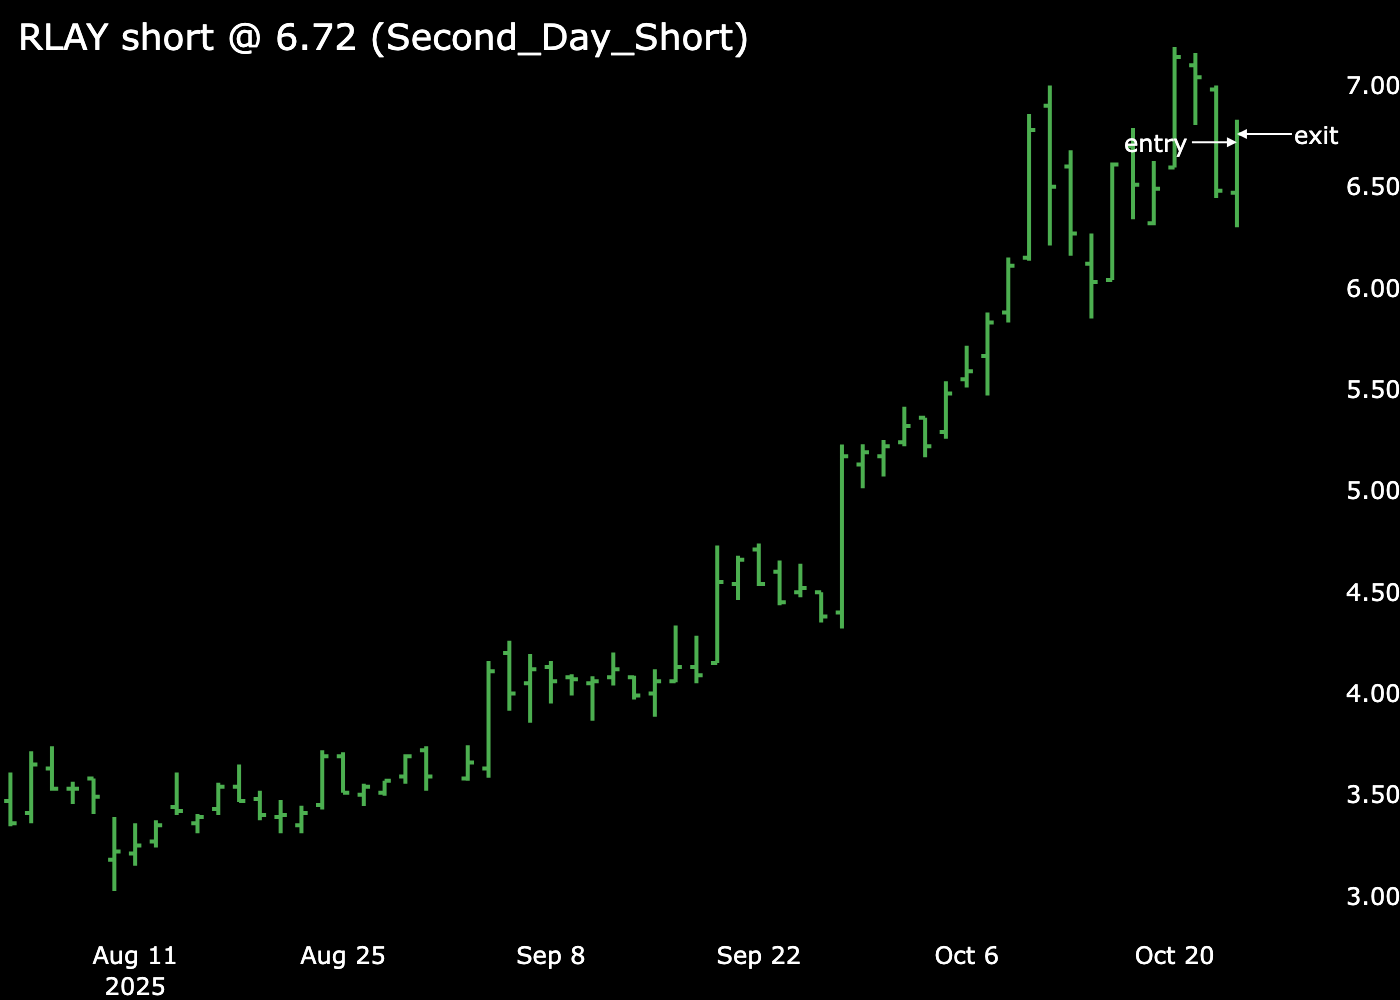 RLAY short @ 6.72 (Second_Day_Short)
7.00
entry
exit
6.50
6.00
5.50
5.00
4.50
4.00
3.50
3.00
Aug 11
2025
Aug 25
Sep 8
Sep 22
Oct 6
Oct 20